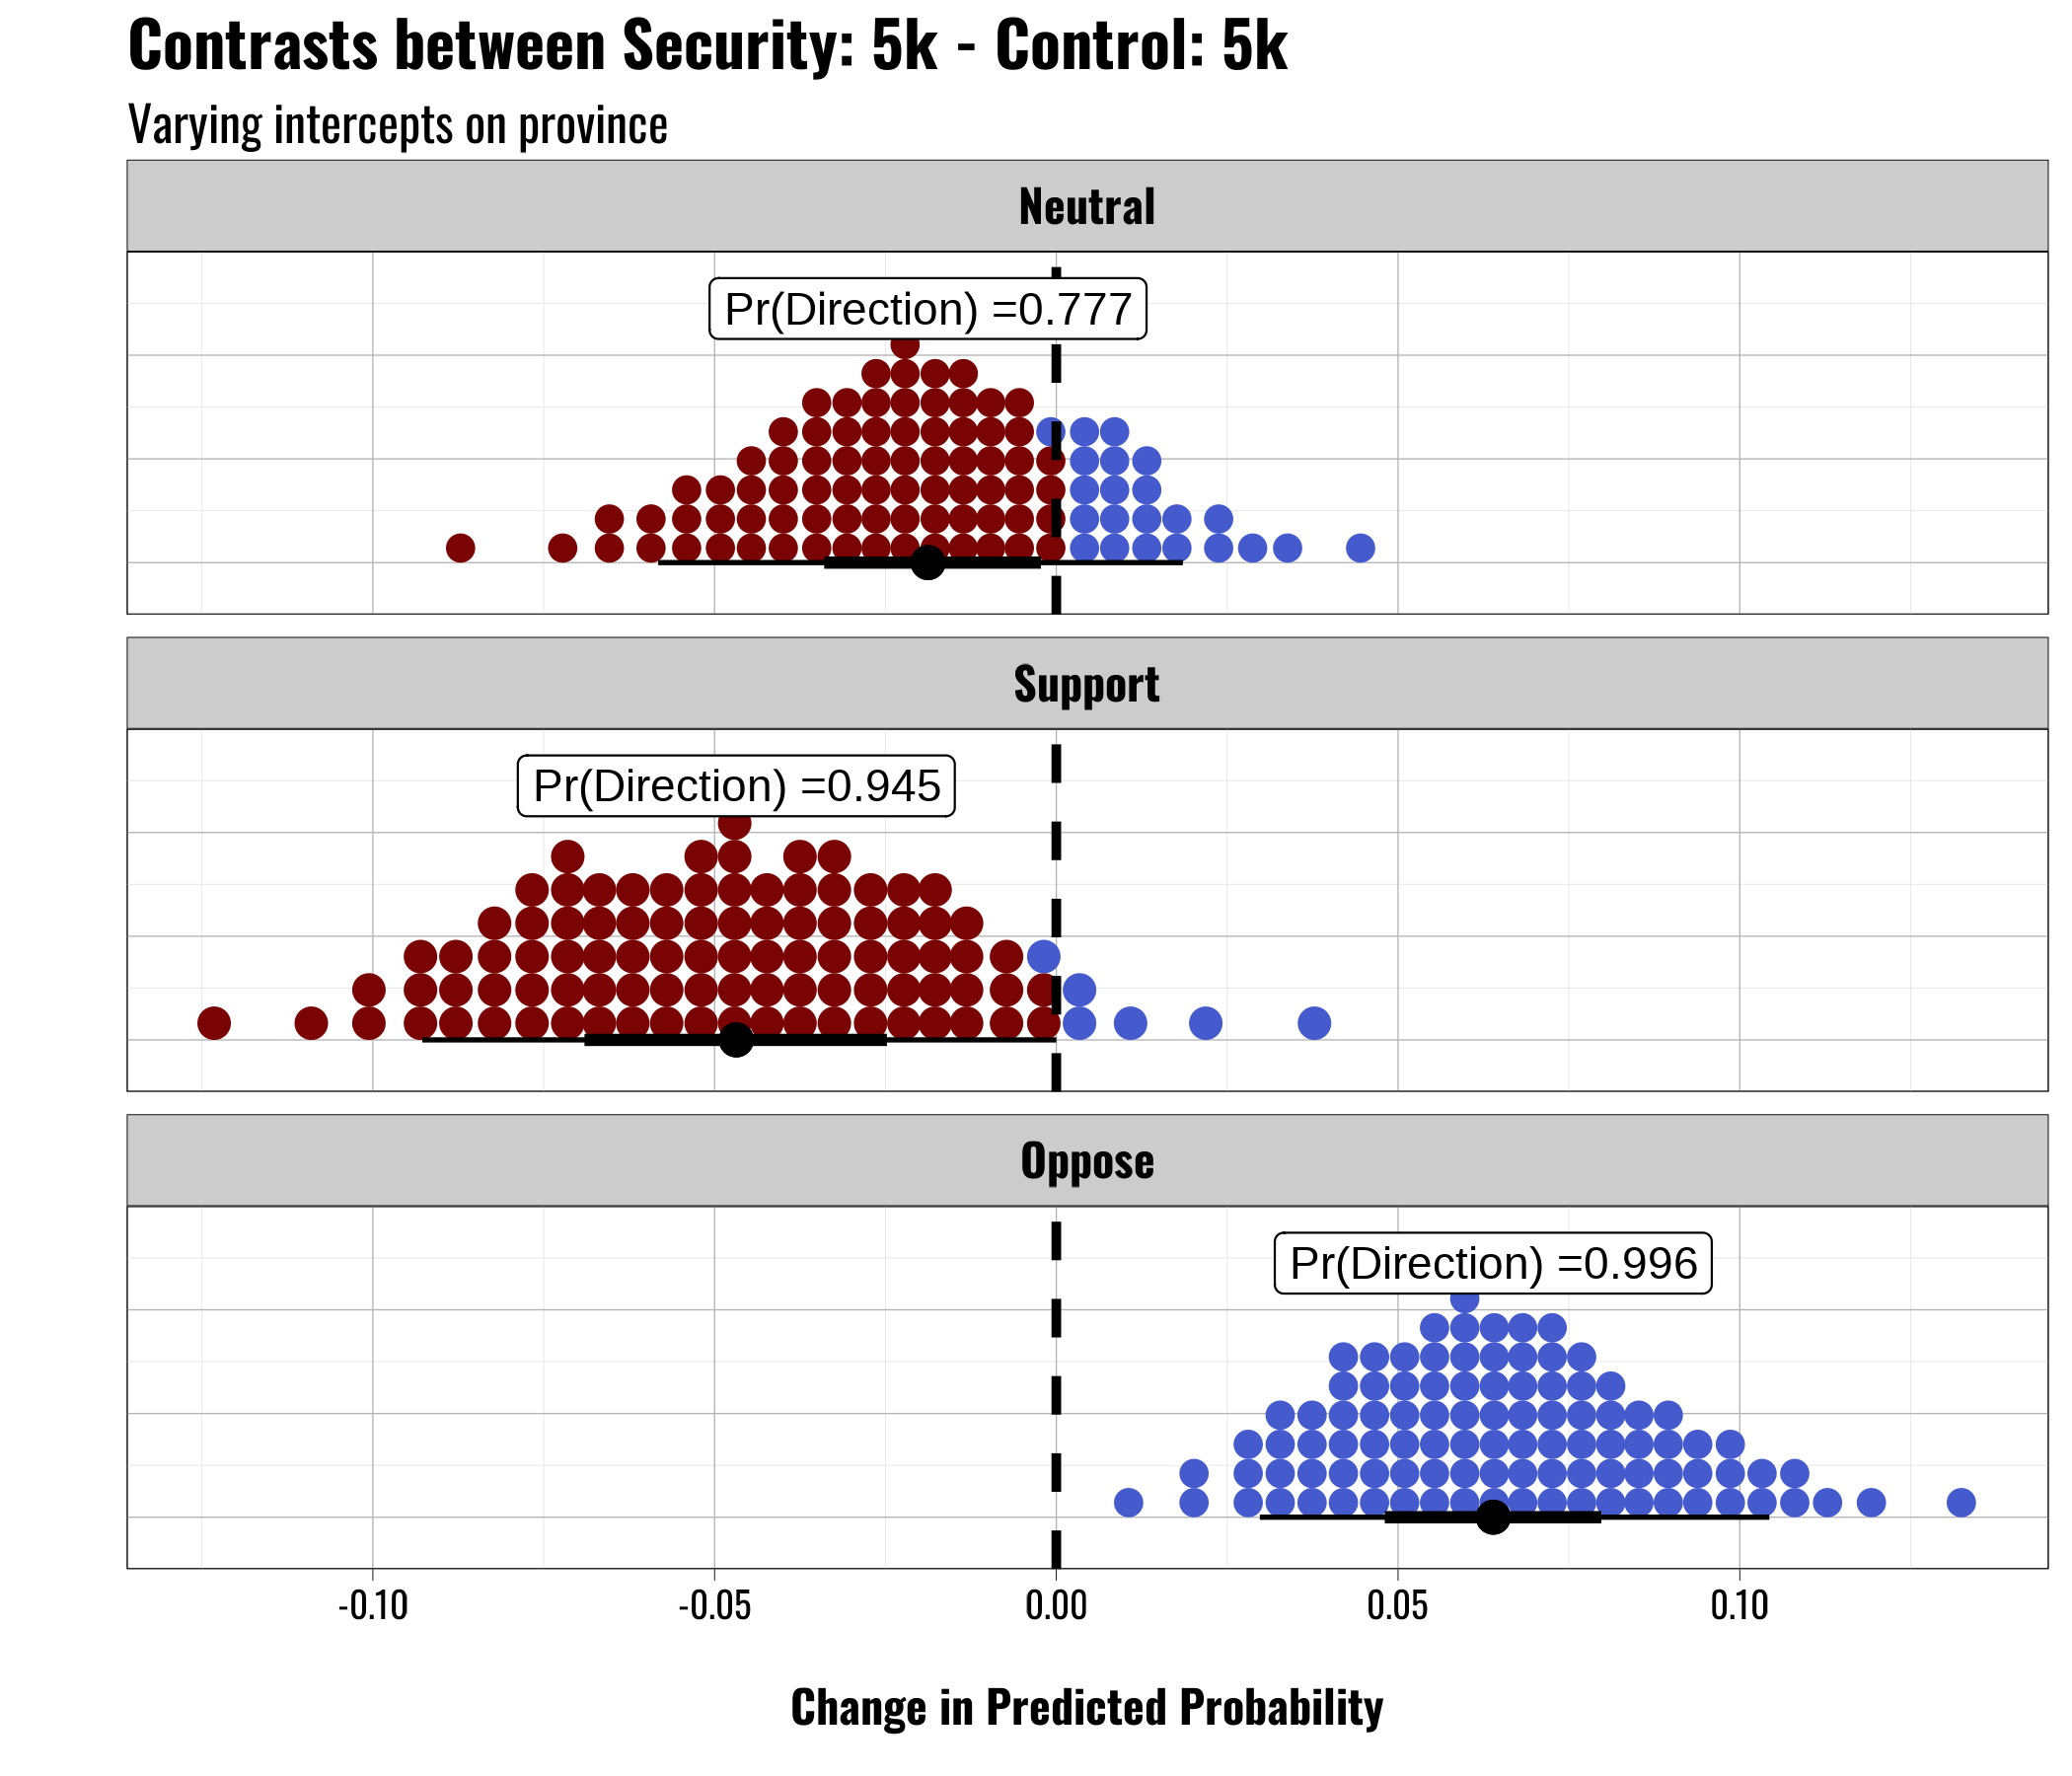 Contrasts between Security: 5k - Control: 5k
Varying intercepts on province
Neutral
Pr(Direction) =0.777
Support
Pr(Direction) =0.945
Oppose
Pr(Direction) =0.996
-0.10 -0.05 0.00 0.05 0.10
Change in Predicted Probability